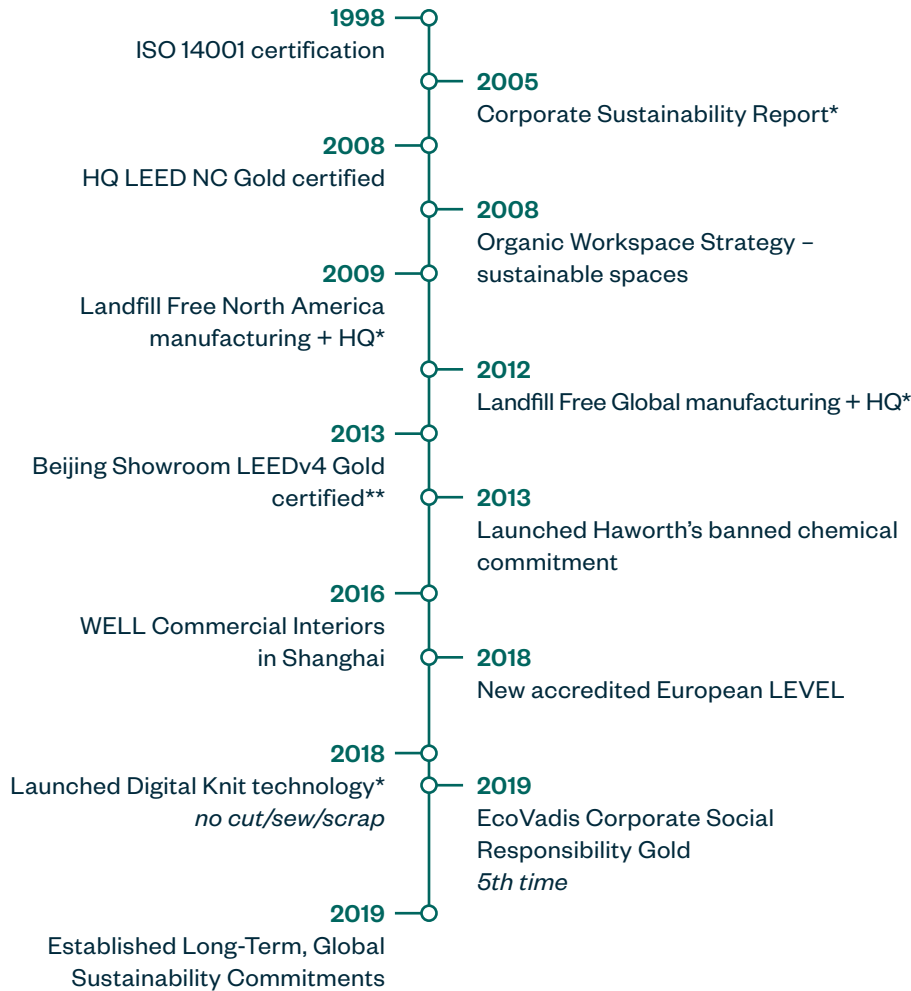 1998
ISO 14001 certification
2005
Corporate Sustainability Report*
2008
HQ LEED NC Gold certified
2008
Organic Workspace Strategy –
sustainable spaces
2009
Landfill Free North America
manufacturing + HQ*
2012
Landfill Free Global manufacturing + HQ*
2013
Beijing Showroom LEEDv4 Gold
certified**
2013
Launched Haworth’s banned chemical
commitment
2016
WELL Commercial Interiors
in Shanghai
2018
New accredited European LEVEL
2018
Launched Digital Knit technology*
no cut/sew/scrap
2019
EcoVadis Corporate Social
Responsibility Gold
5th time
2019
Established Long-Term, Global
Sustainability Commitments